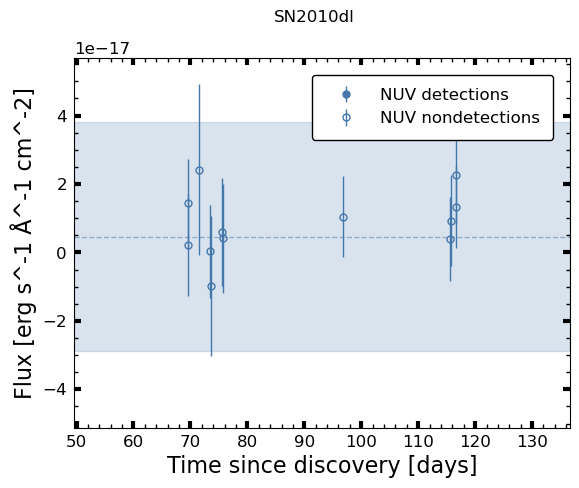 SN2010dl
1e−17
NUV detections
NUV nondetections
4
2
0
−2
−4
Flux [erg s^-1 Å^-1 cm^-2]
50 60 70 80 90 100 110 120 130
Time since discovery [days]